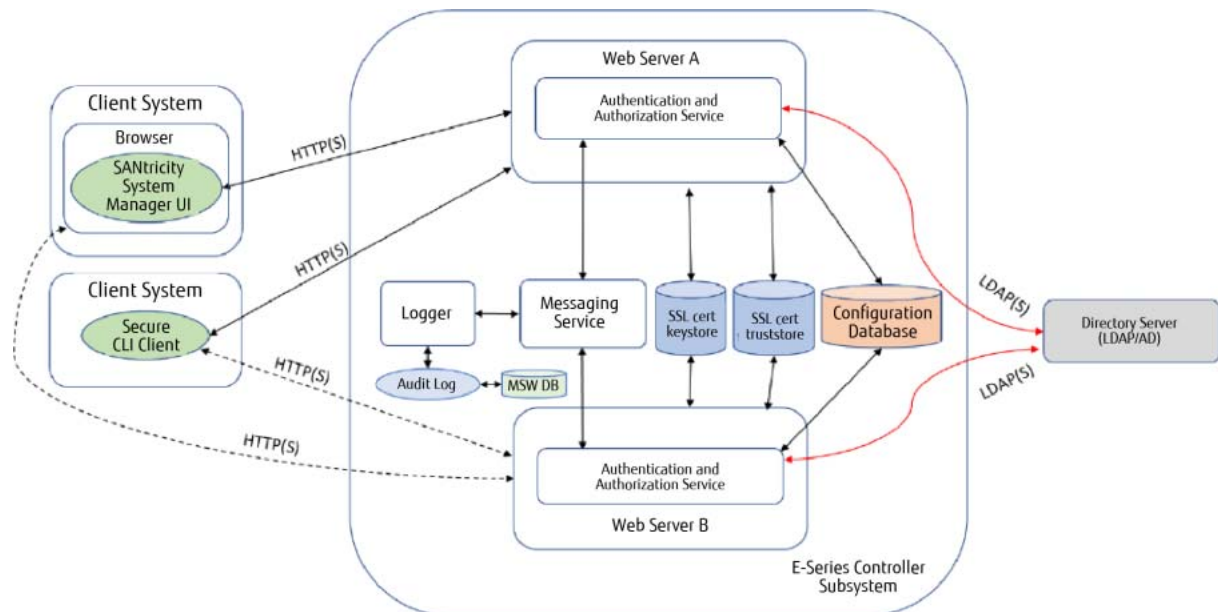 Web Server A
Authentication and
Authorization Service
Client System
Browser
SANtricity
System
Manager UI
HTTP(S)
HTTP(S)
Client System
Secure
CLI Client
Logger
Messaging
Service
SSL cert
keystore
SSL cert
truststore
Configuration
Database
LDAP(S)
Directory Server
(LDAP/AD)
LDAP(S)
Audit Log
MSW DB
HTTP(S)
HTTP(S)
Authentication and
Authorization Service
Web Server B
E-Series Controller
Subsystem